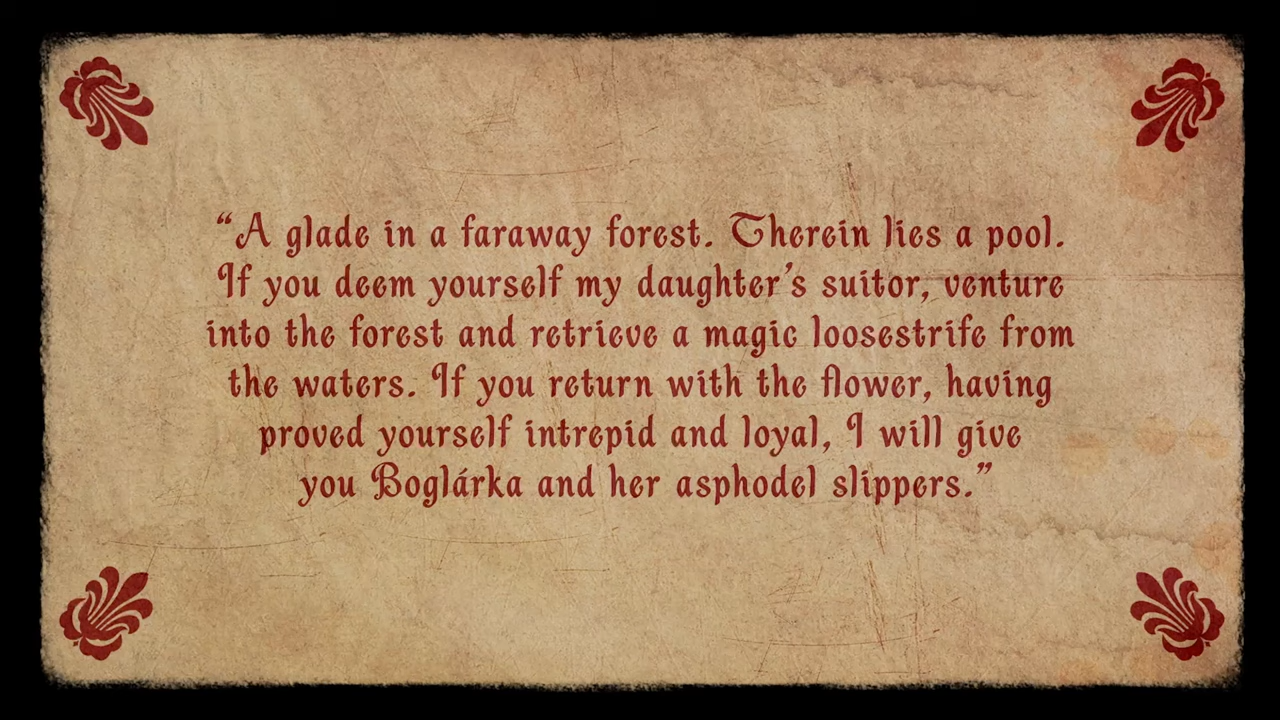 “A glade in a faraway forest. Therein lies a pool.
If you deem yourself my daughter’s suitor, venture
into the forest and retrieve a magic loosestrife from
the waters. If you return with the flower, having
proved yourself intrepid and loyal, I will give
you Boglárka and her asphodel slippers.”